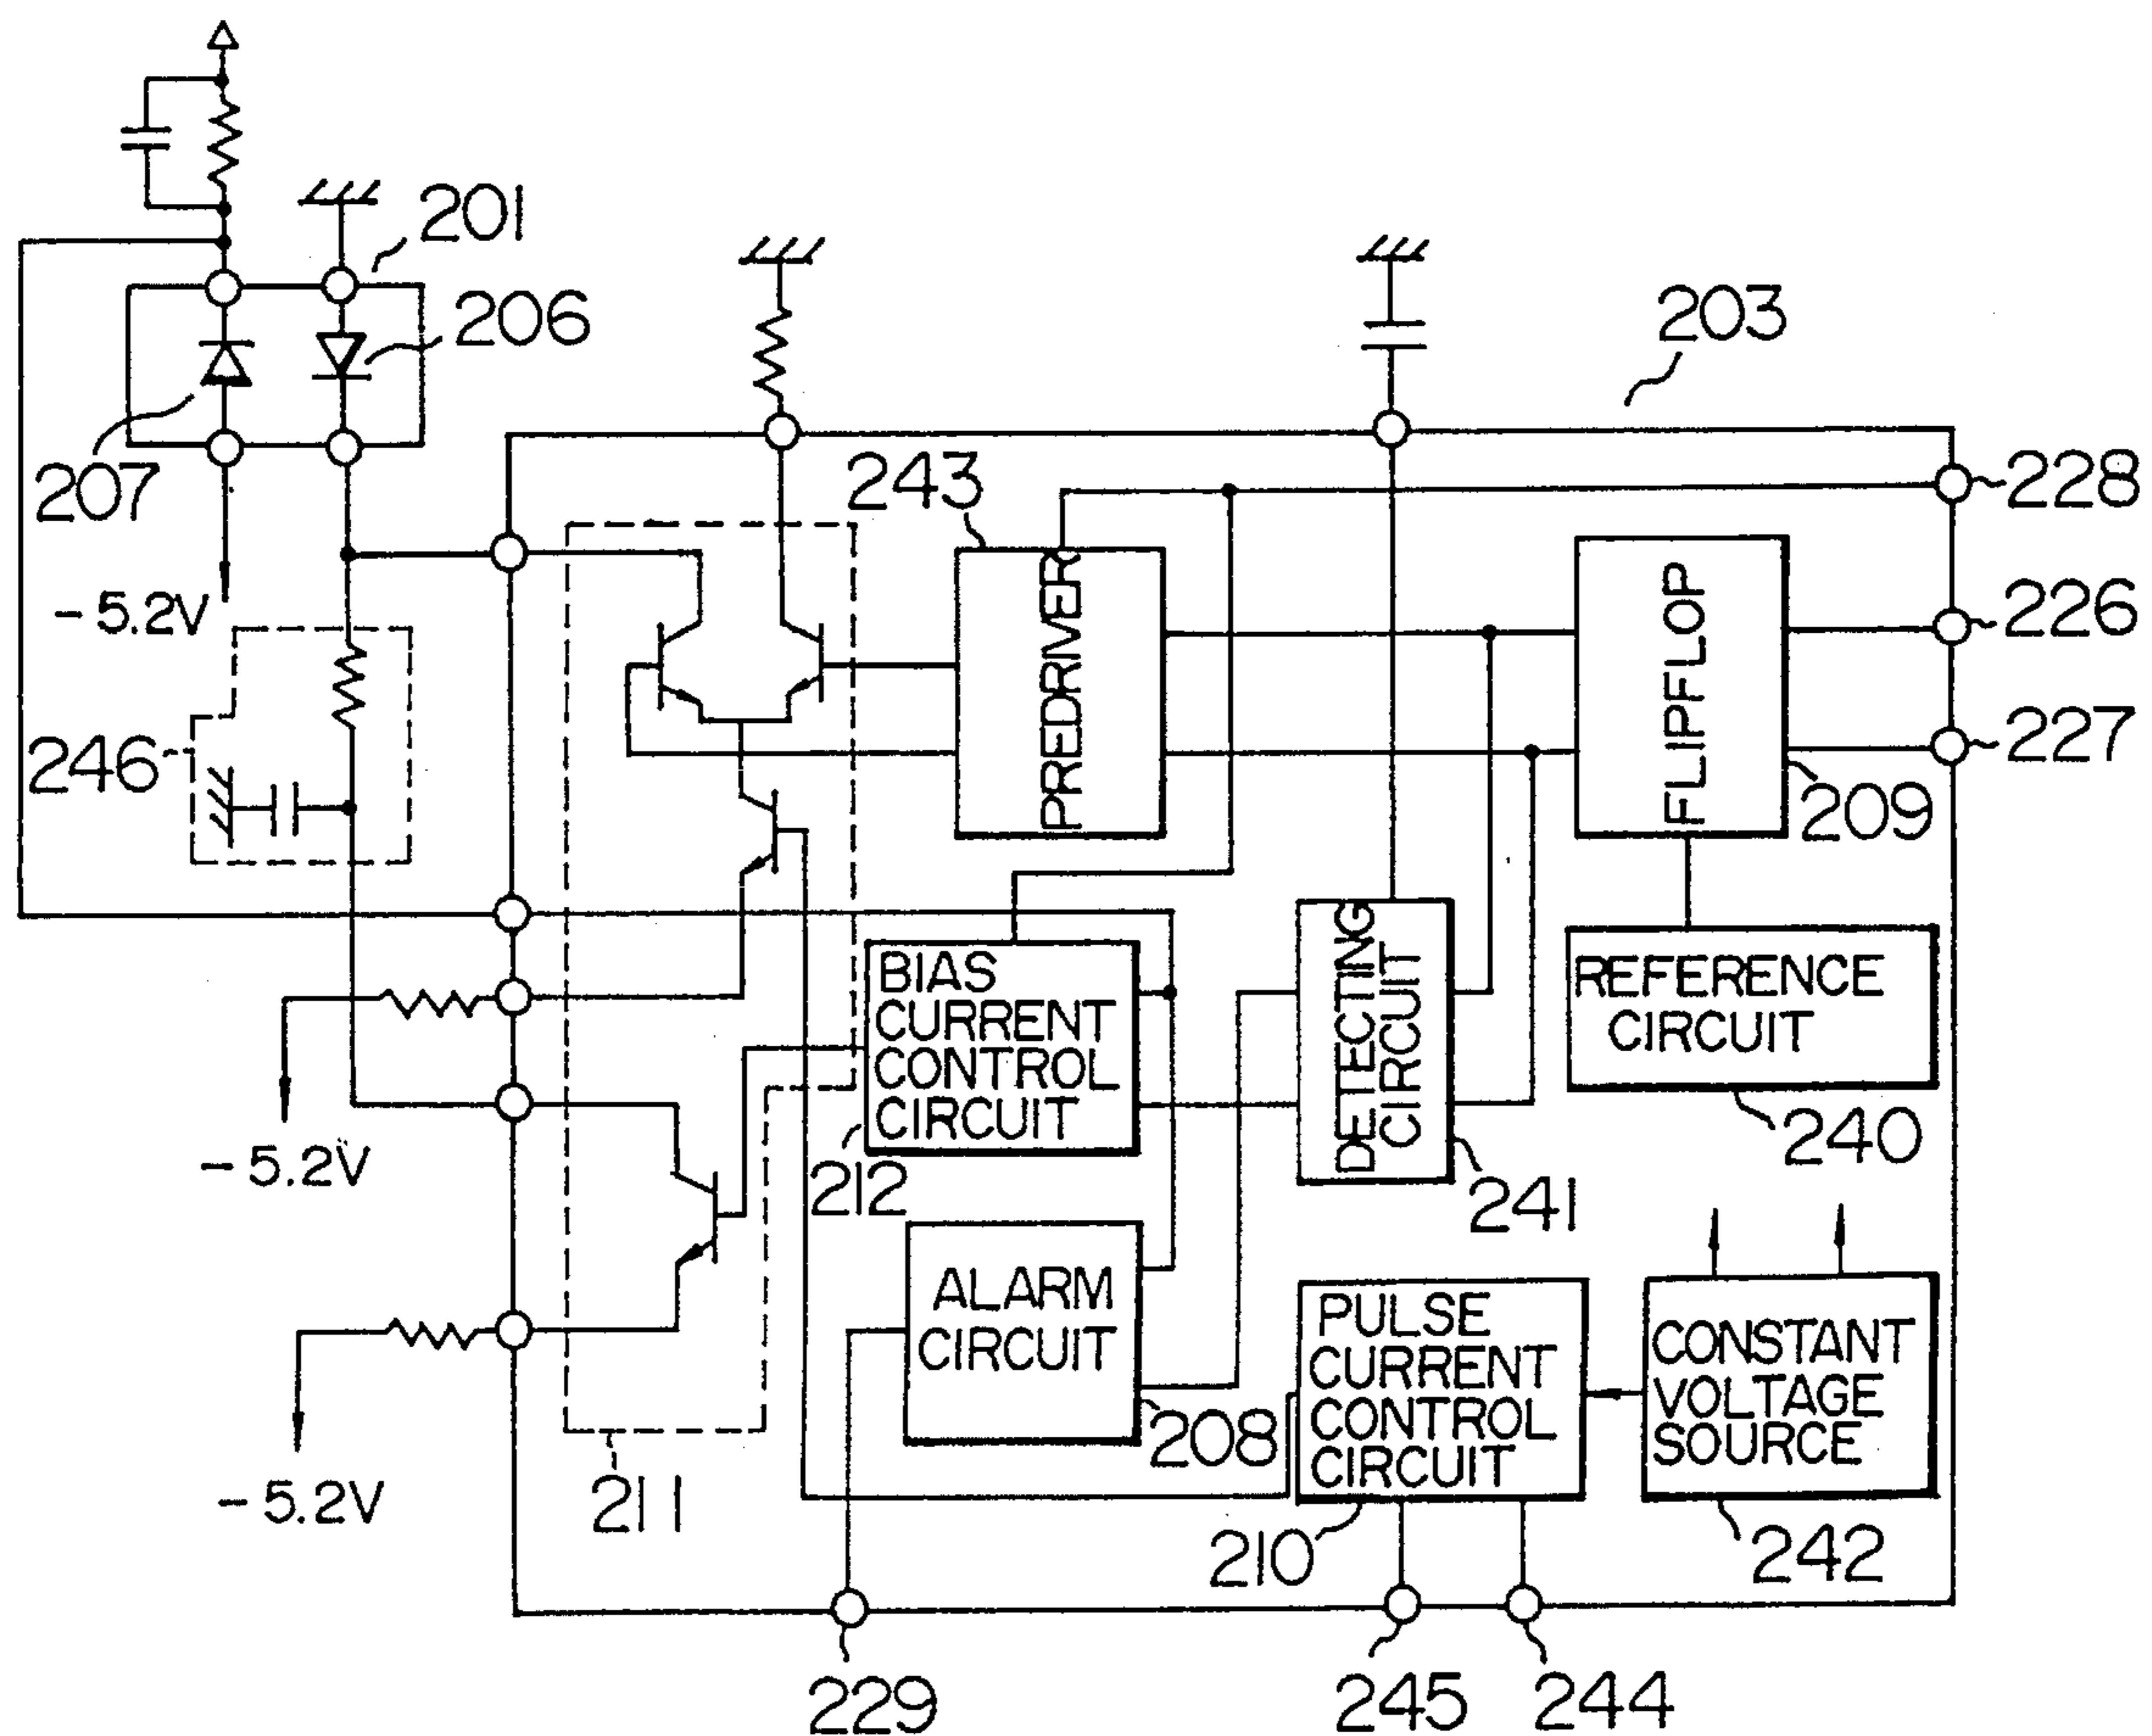 201
206
203
207
243
228
- 5.2V
PREDRIVER
FLIPFLOP
226
227
246
209
BIAS
CURRENT
CONTROL
CIRCUIT
DETECTING
CIRCUIT
REFERENCE
CIRCUIT
- 5.2V
212
241
240
ALARM
CIRCUIT
PULSE
CURRENT
CONTROL
CIRCUIT
CONSTANT
VOLTAGE
SOURCE
- 5.2V
211
208
210
242
229
245
244